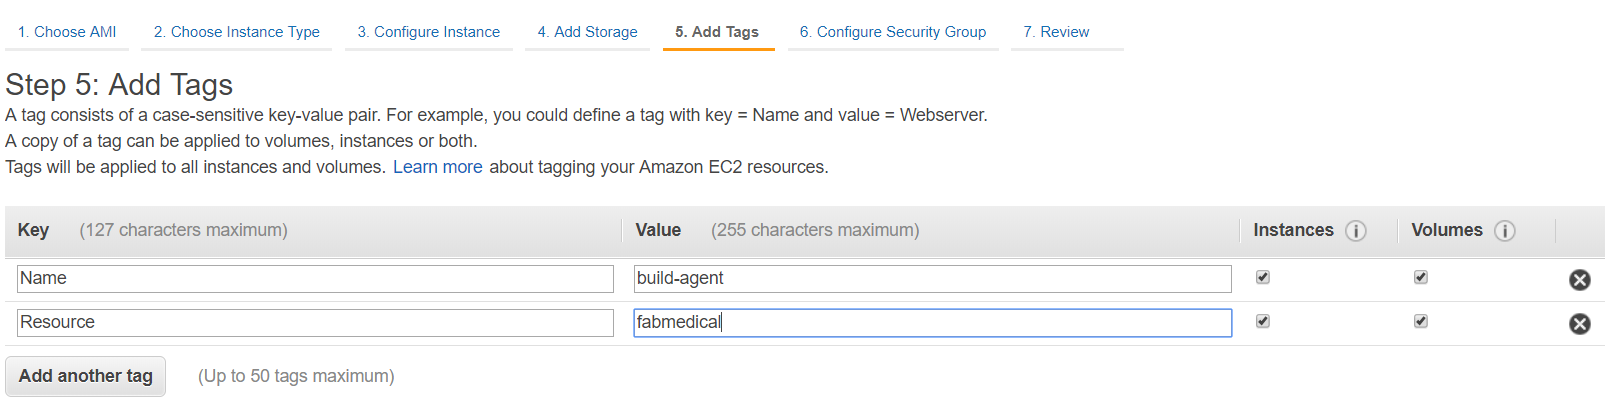 1. Choose AMI 2. Choose Instance Type 3. Configure Instance 4. Add Storage 5. Add Tags 6. Configure Security Group 7. Review
Step 5: Add Tags
A tag consists of a case-sensitive key-value pair. For example, you could define a tag with key = Name and value = Webserver.
A copy of a tag can be applied to volumes, instances or both.
Tags will be applied to all instances and volumes. Learn more about tagging your Amazon EC2 resources.
Key (127 characters maximum) Value (255 characters maximum) Instances i Volumes i
Name build-agent
Resource fabmedical
Add another tag (Up to 50 tags maximum)